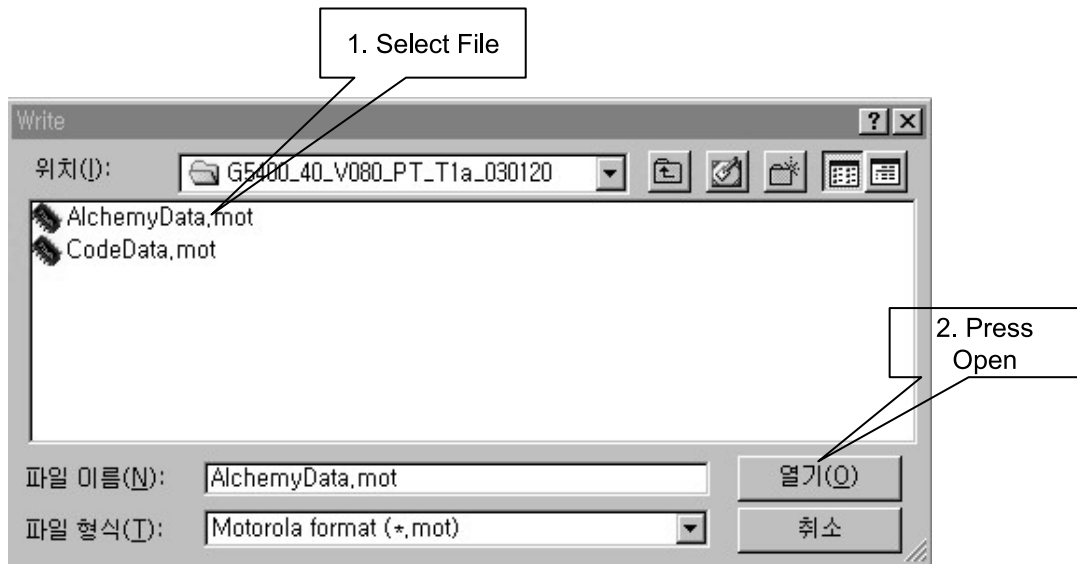 1. Select File
Write
위치(I): G5400_40_V080_PT_T1a_030120
AlchemyData,mot
CodeData,mot
2. Press
Open
파일 이름(N): AlchemyData,mot
열기(O)
파일 형식(T): Motorola format (*,mot)
취소